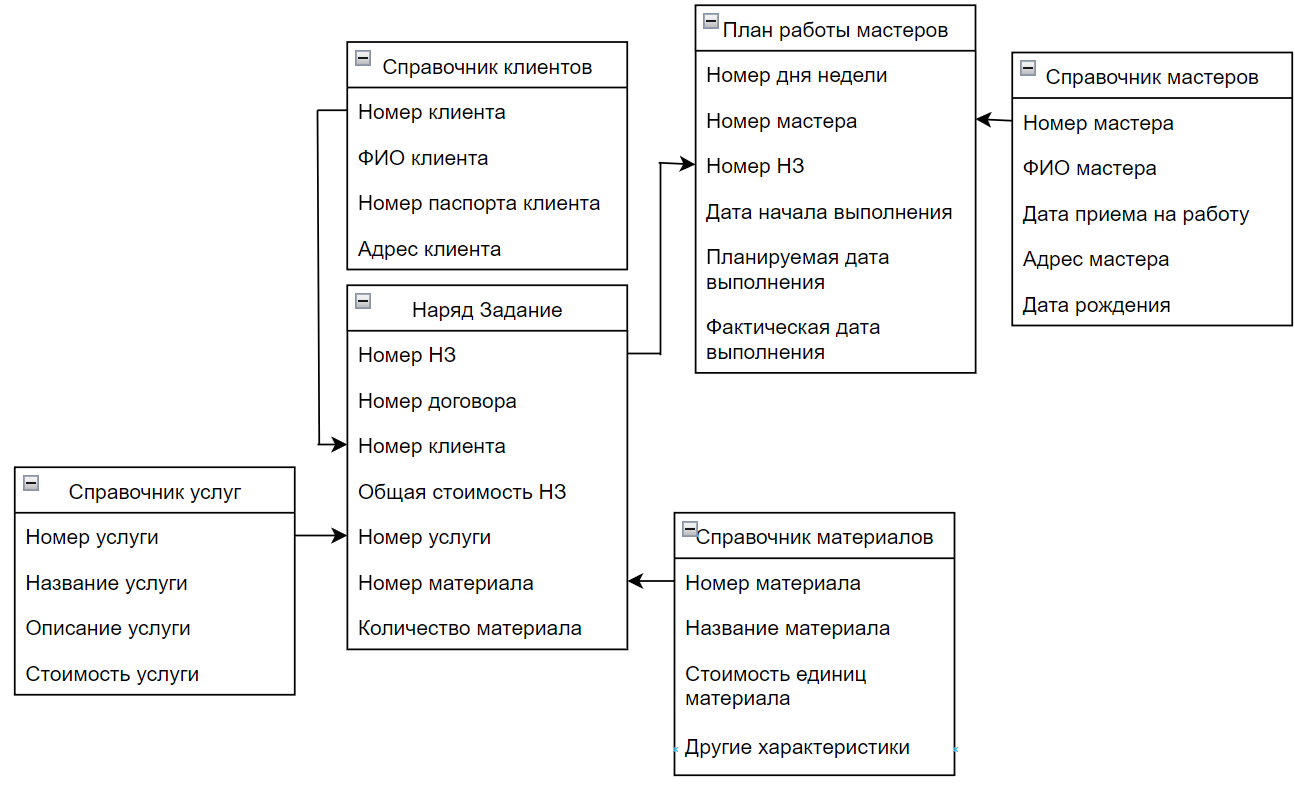 Справочник клиентов
Номер клиента
ФИО клиента
Номер паспорта клиента
Адрес клиента
План работы мастеров
Номер дня недели
Номер мастера
Номер НЗ
Дата начала выполнения
Планируемая дата
выполнения
Фактическая дата
выполнения
Справочник мастеров
Номер мастера
ФИО мастера
Дата приема на работу
Адрес мастера
Дата рождения
Наряд Задание
Номер НЗ
Номер договора
Номер клиента
Общая стоимость НЗ
Номер услуги
Номер материала
Количество материала
Справочник услуг
Номер услуги
Название услуги
Описание услуги
Стоимость услуги
Справочник материалов
Номер материала
Название материала
Стоимость единиц
материала
Другие характеристики